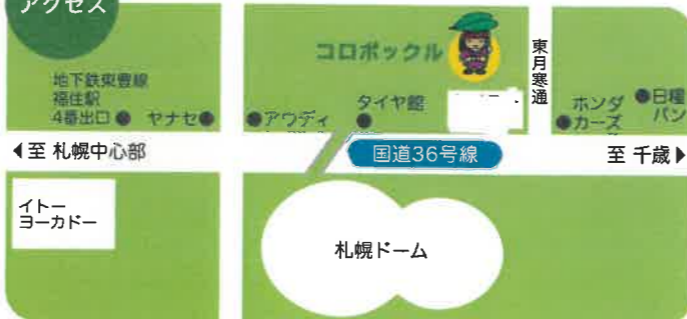 アクセス
コロポックル
東月寒通
地下鉄東豊線
福住駅
4番出口
ヤナセ
アウディ
タイヤ館
ホンダ
カーズ
日糧
パン
◀至 札幌中心部
国道36号線
至 千歳▶
イトー
ヨーカドー
札幌ドーム